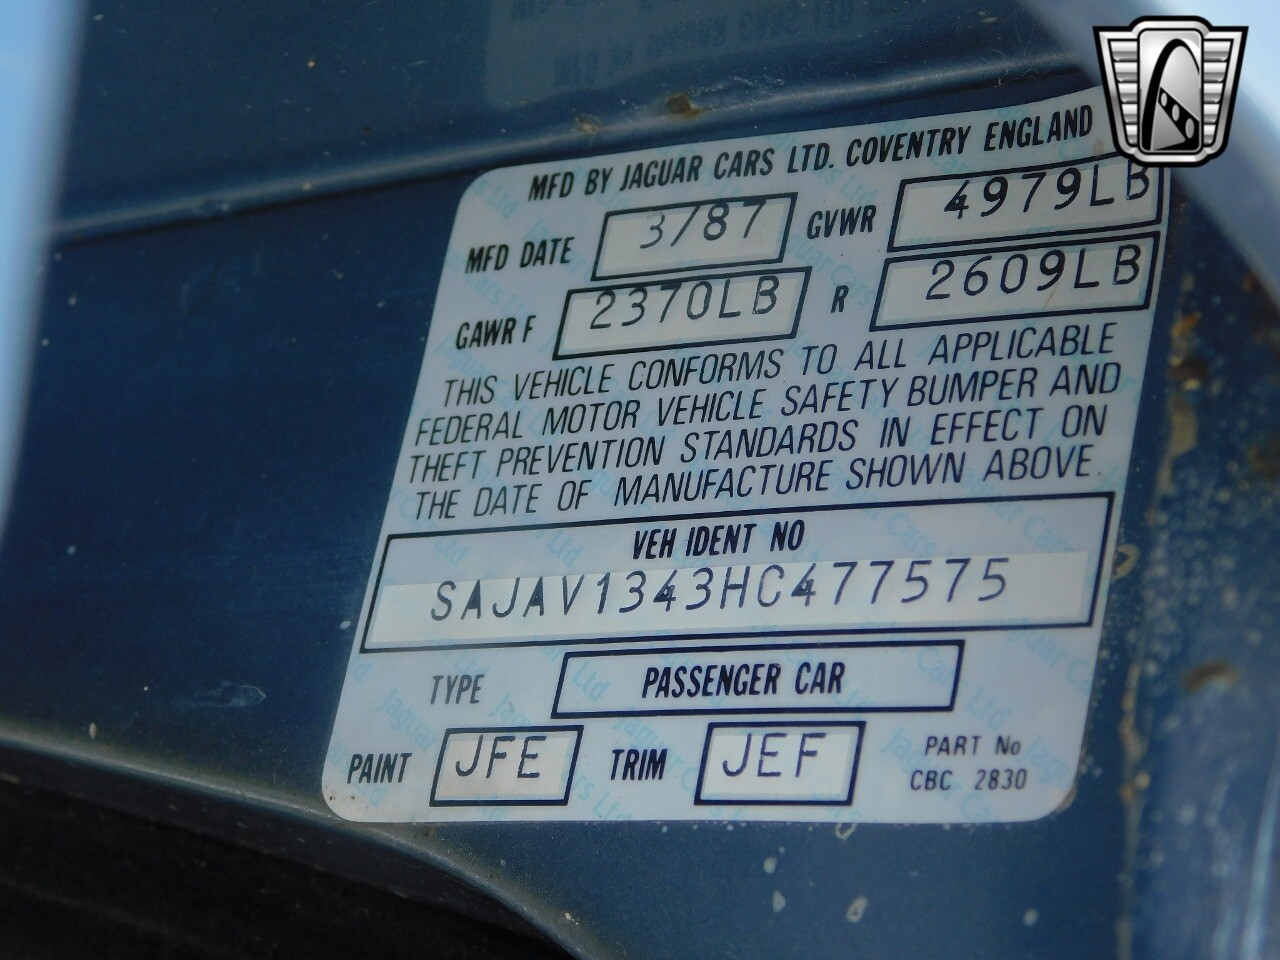 MFD BY JAGUAR CARS LTD. COVENTRY ENGLAND
MFD DATE 3/87 GVWR 4979LB
GAWR F 2370LB R 2609LB
THIS VEHICLE CONFORMS TO ALL APPLICABLE
FEDERAL MOTOR VEHICLE SAFETY BUMPER AND
THEFT PREVENTION STANDARDS IN EFFECT ON
THE DATE OF MANUFACTURE SHOWN ABOVE.
VEH IDENT NO
SAJAV1343HC477575
TYPE PASSENGER CAR
PAINT JFE TRIM JEF PART No
CBC 2830